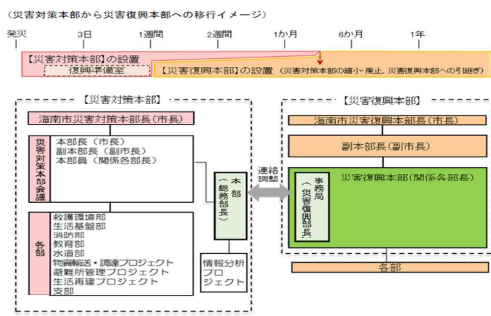 (災害対策本部から災害復興本部への移行イメージ)
発災 3日 1週間 2週間 1か月 6か月 1年
【災害対策本部】の設置
復興準備室
【災害復興本部】の設置 (災害対策本部の縮小・廃止、災害復興本部への引継ぎ)
【災害対策本部】
海南市災害対策本部長(市長)
災害対策本部会議
本部長(市長)
副本部長(副市長)
本部員(関係各部長)
各部
救護環境部
生活基盤部
消防部
教育部
水道部
物資輸送・調達プロジェクト
避難所管理プロジェクト
生活再建プロジェクト
支部
本部(総務部長)
情報分析
プロ
ジェクト
連絡
調整
【災害復興本部】
海南市災害復興本部長(市長)
副本部長(副市長)
事務局(災害復興部長)
災害復興本部(関係各部長)
各部